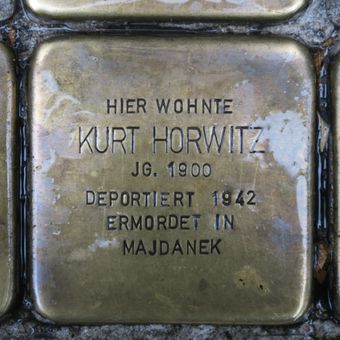 HIER WOHNTE
KURT HORWITZ
JG. 1900
DEPORTIERT 1942
ERMORDET IN
MAJDANEK